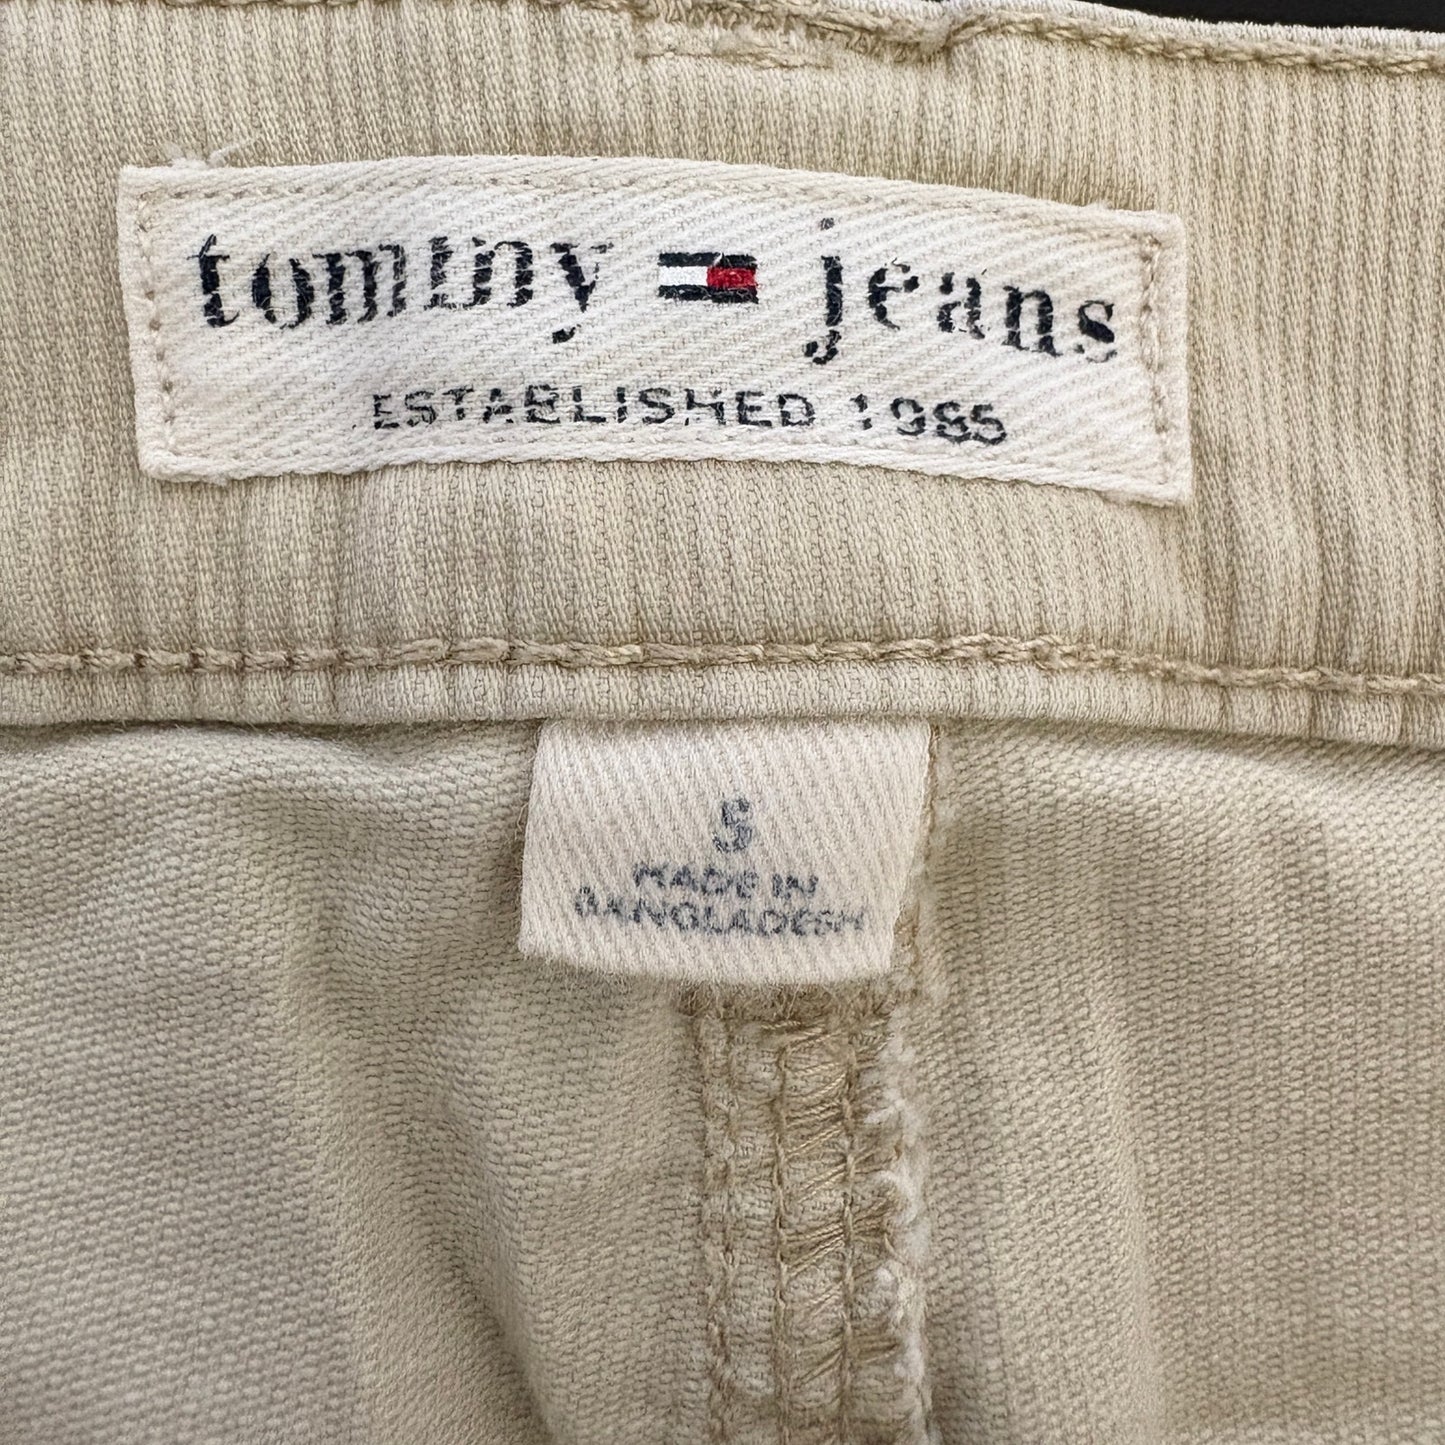 tommy jeans
ESTABLISHED 1985
S
MADE IN
BANGLADESH